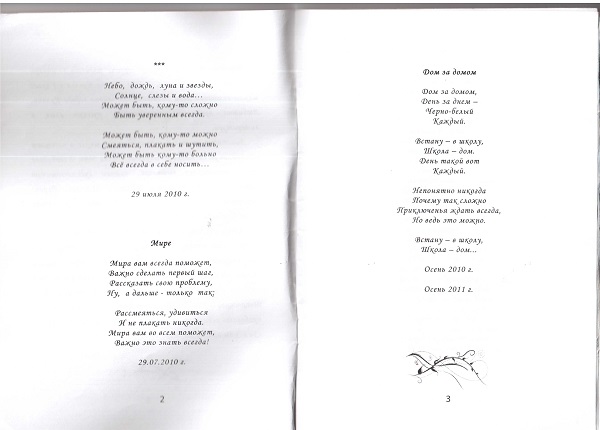 ***
Небо, дождь, луна и звезды,
Солнце, слезы и вода...
Может быть, кому-то сложно
Быть уверенным всегда.
Может быть, кому-то можно
Смеяться, плакать и шутить,
Может быть кому-то больно
Всё всегда в себе носить...
29 июля 2010 г.
Мире
Мира вам всегда поможет,
Важно сделать первый шаг,
Рассказать свою проблему,
Ну, а дальше - только так:
Рассмеяться, удивиться
И не плакать никогда.
Мира вам во всем поможет,
Важно это знать всегда!
29.07.2010 г.
2
Дом за домом
Дом за домом,
День за днем –
Черно-белый
Каждый.
Встану – в школу,
Школа – дом.
День такой вот
Каждый.
Непонятно никогда
Почему так сложно
Приключенья ждать всегда,
Но ведь это можно.
Встану – в школу,
Школа – дом...
Осень 2010 г.
Осень 2011 г.
3